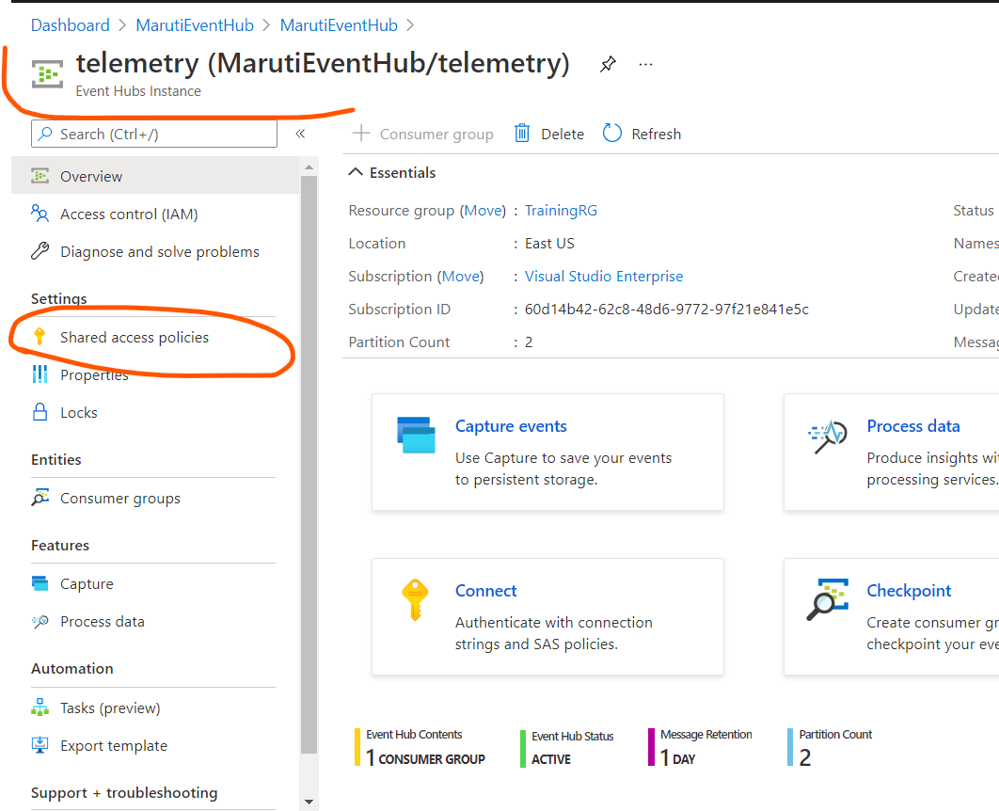 Dashboard > MarutiEventHub > MarutiEventHub >
telemetry (MarutiEventHub/telemetry) ...
Event Hubs Instance
Search (Ctrl+/) «
Consumer group Delete Refresh
Overview
Access control (IAM)
Diagnose and solve problems
Settings
Shared access policies
Properties
Locks
Entities
Consumer groups
Features
Capture
Process data
Automation
Tasks (preview)
Export template
Support + troubleshooting
Essentials
Resource group (Move) : TrainingRG
Location : East US
Subscription (Move) : Visual Studio Enterprise
Subscription ID : 60d14b42-62c8-48d6-9772-97f21e841e5c
Partition Count : 2
Status
Names
Create
Update
Messag
Capture events
Use Capture to save your events
to persistent storage.
Process data
Produce insights wi
processing services.
Connect
Authenticate with connection
strings and SAS policies.
Checkpoint
Create consumer gr
checkpoint your eve
Event Hub Contents
1 CONSUMER GROUP
Event Hub Status
ACTIVE
Message Retention
1 DAY
Partition Count
2